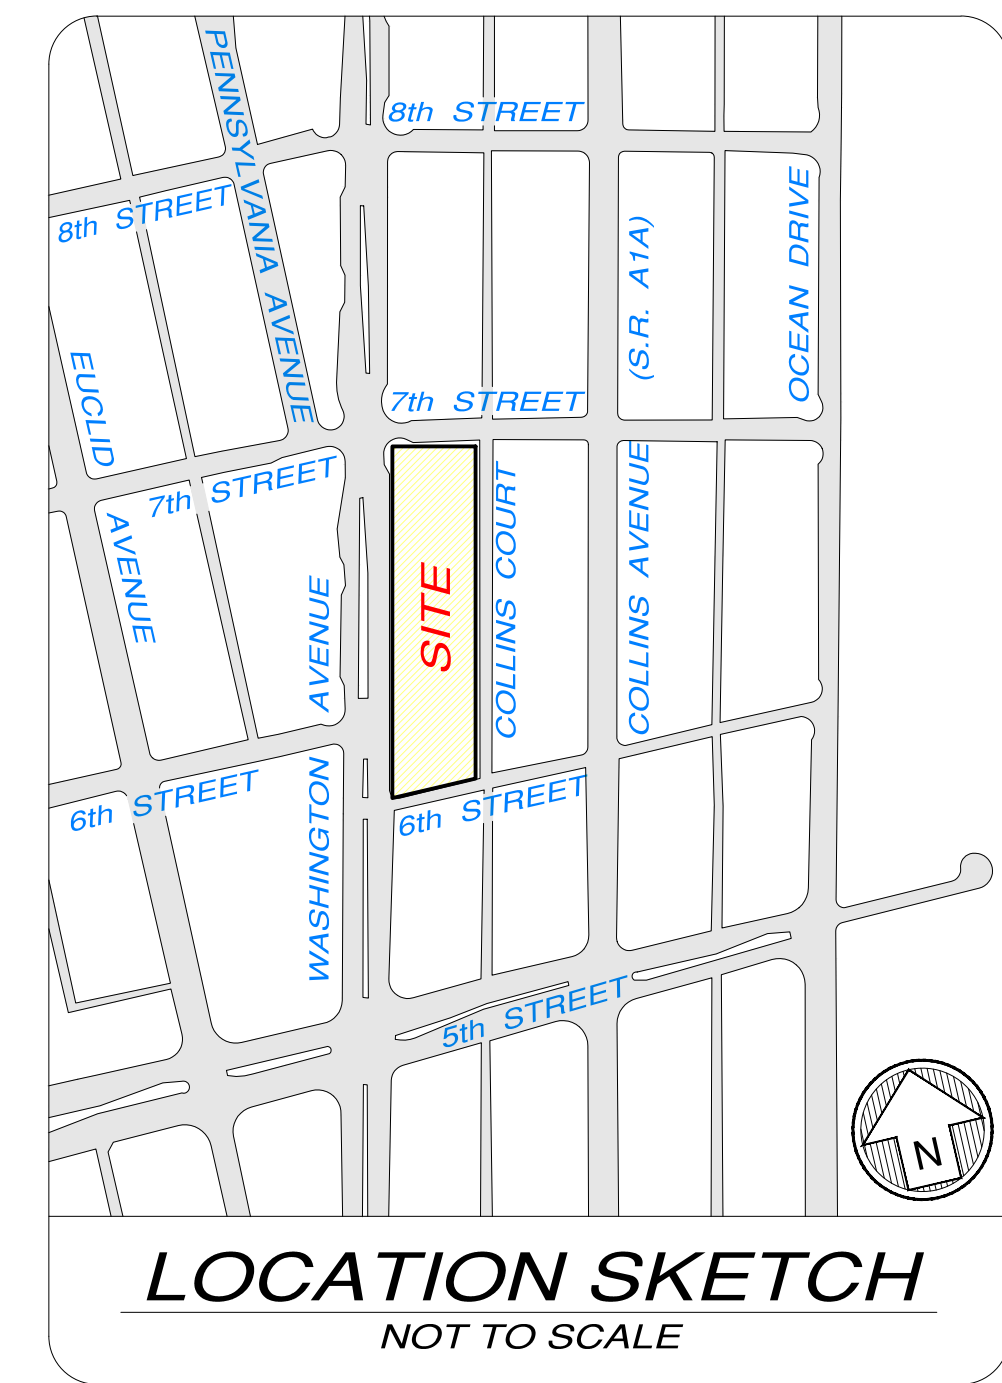 PENNSYLVANIA AVENUE
8th STREET
8th STREET
OCEAN DRIVE
(S.R. A1A)
EUCLID
AVENUE
7th STREET
7th STREET
SITE
COLLINS COURT
COLLINS AVENUE
WASHINGTON AVENUE
6th STREET
6th STREET
5th STREET
N
LOCATION SKETCH
NOT TO SCALE